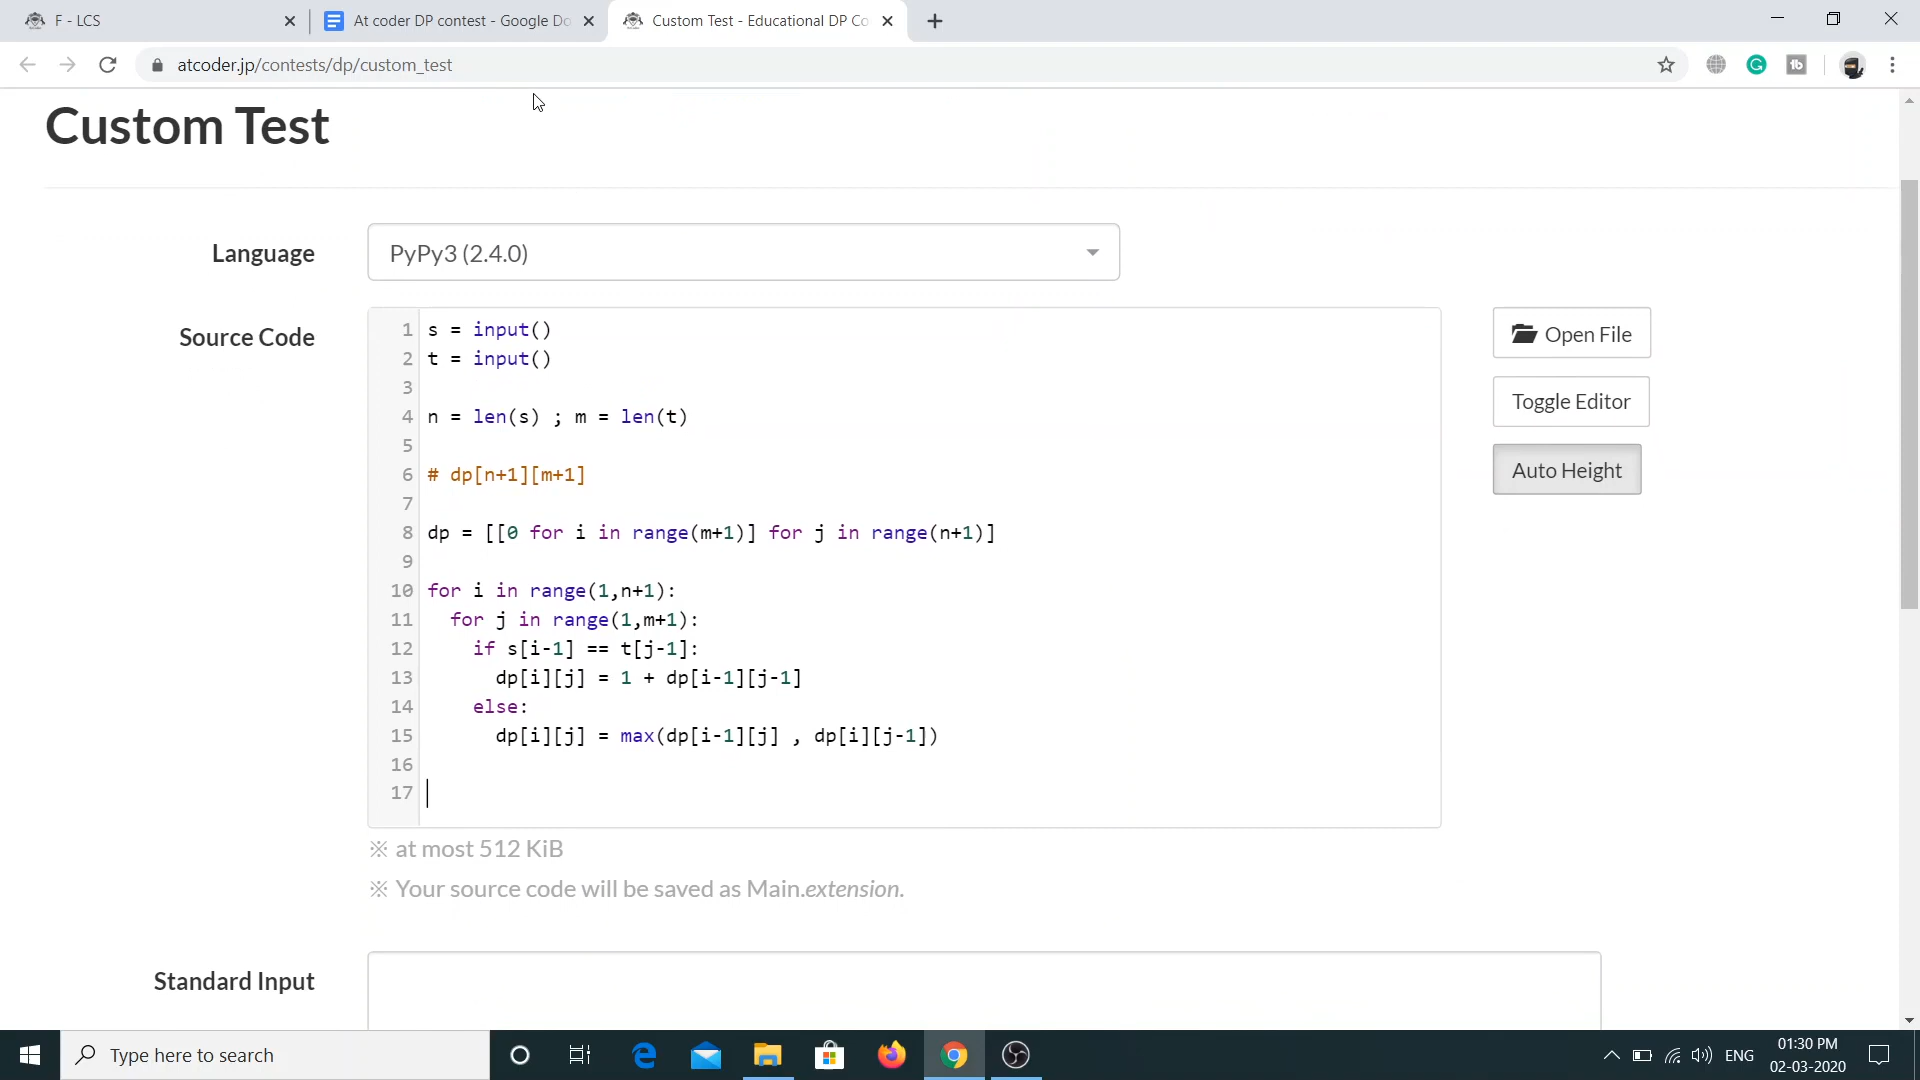 F - LCS
At coder DP contest - Google Do
Custom Test - Educational DP Co
atcoder.jp/contests/dp/custom_test
Custom Test
Language
PyPy3 (2.4.0)
Source Code
1 s = input()
2 t = input()
3
4 n = len(s) ; m = len(t)
5
6 # dp[n+1][m+1]
7
8 dp = [[0 for i in range(m+1)] for j in range(n+1)]
9
10 for i in range(1,n+1):
11   for j in range(1,m+1):
12     if s[i-1] == t[j-1]:
13       dp[i][j] = 1 + dp[i-1][j-1]
14     else:
15       dp[i][j] = max(dp[i-1][j] , dp[i][j-1])
16
17
Open File
Toggle Editor
Auto Height
※ at most 512 KiB
※ Your source code will be saved as Main.extension.
Standard Input
Type here to search
ENG
01:30 PM
02-03-2020